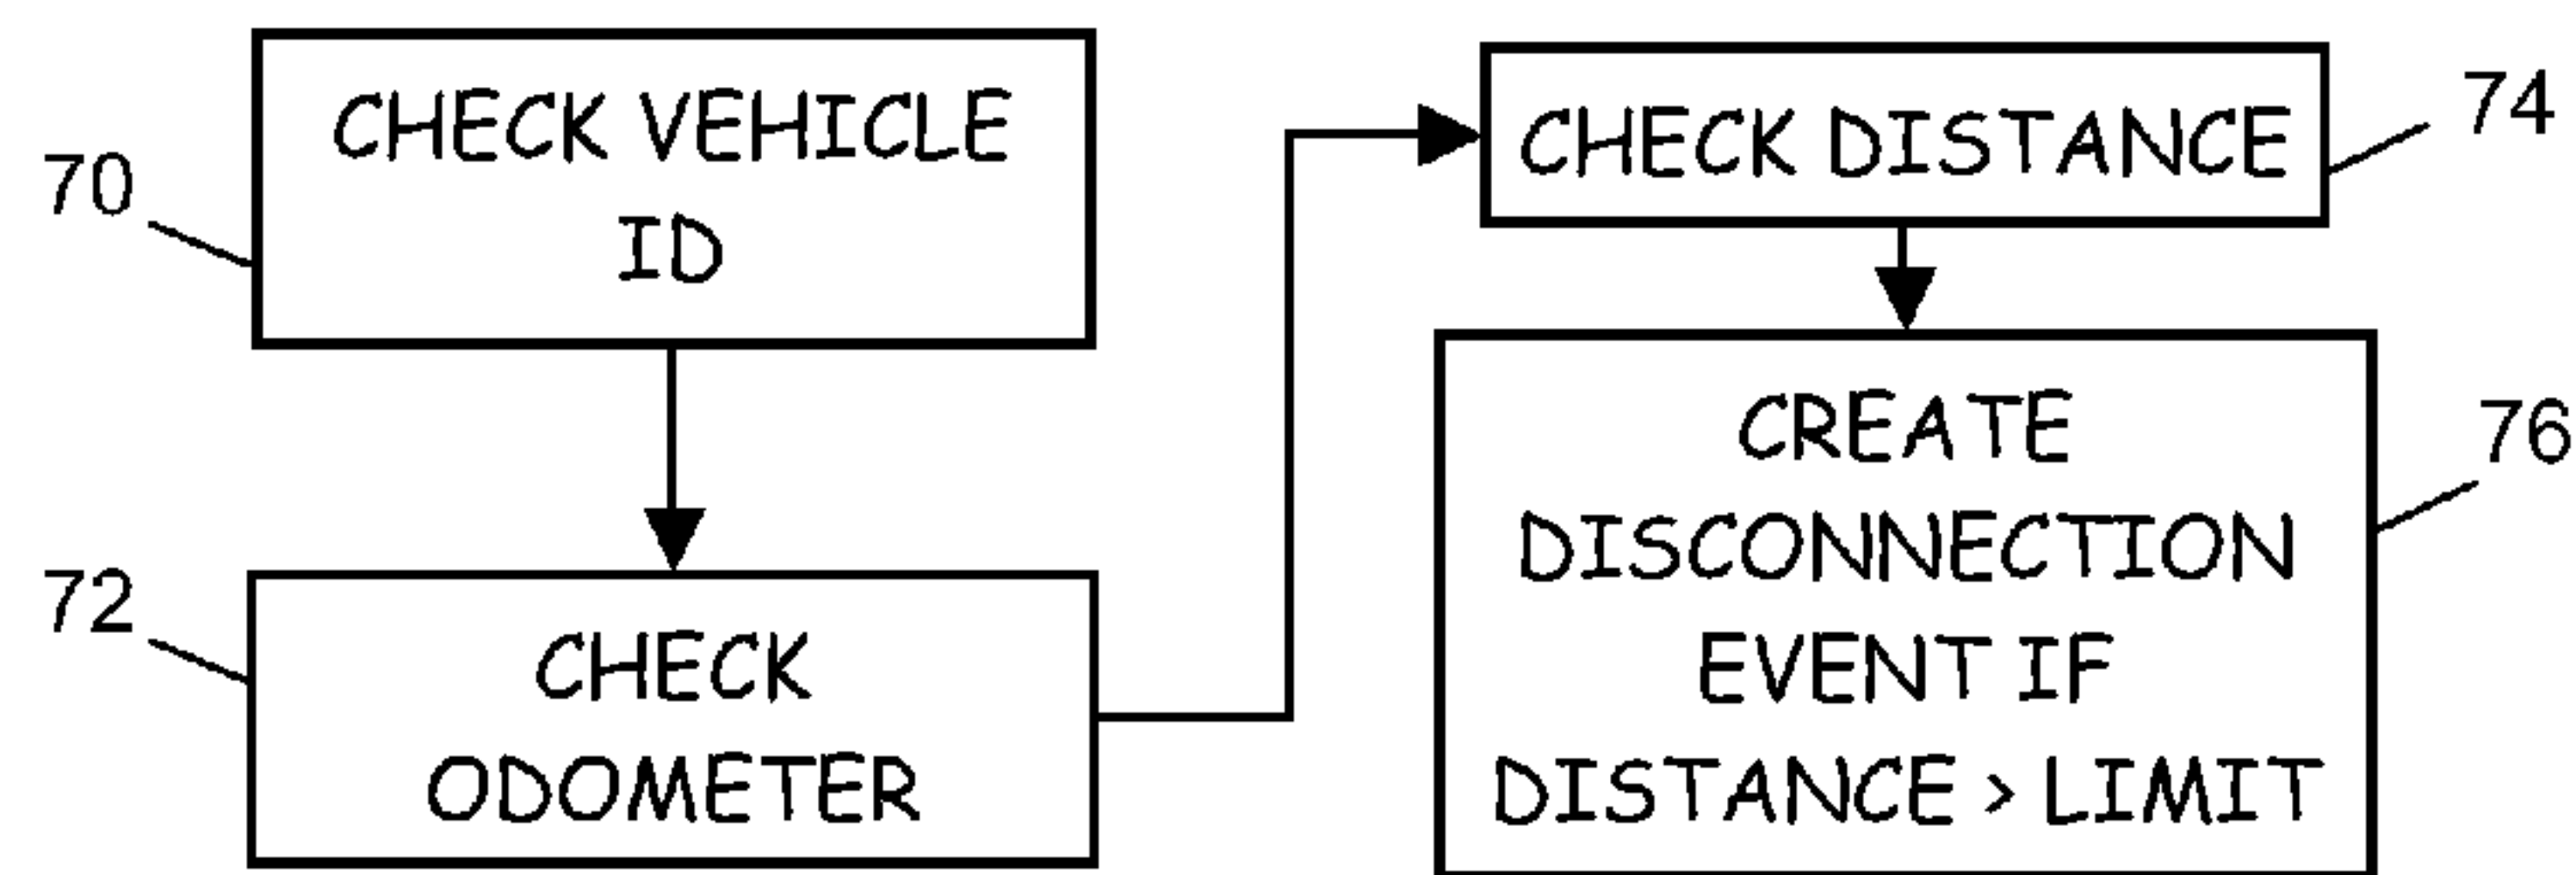 70
CHECK VEHICLE
ID
72
CHECK
ODOMETER
74
CHECK DISTANCE
76
CREATE
DISCONNECTION
EVENT IF
DISTANCE > LIMIT